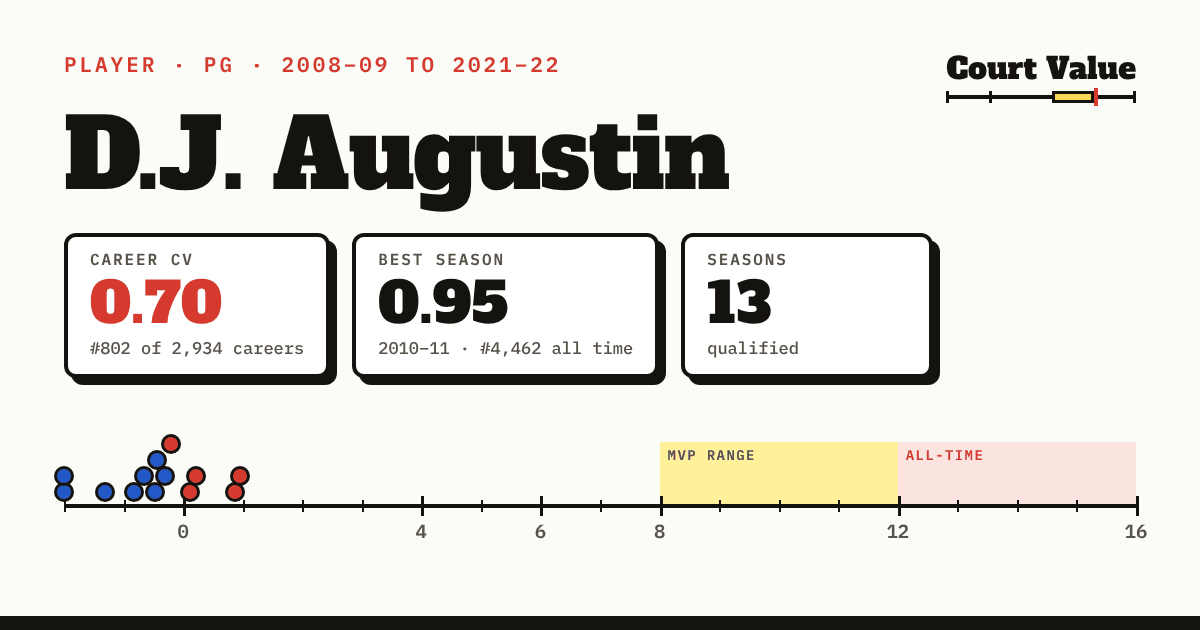 PLAYER · PG · 2008–09 TO 2021–22
Court Value
D.J. Augustin
CAREER CV
0.70
#802 of 2,934 careers
BEST SEASON
0.95
2010–11 · #4,462 all time
SEASONS
13
qualified
MVP RANGE
ALL-TIME
0 4 6 8 12 16